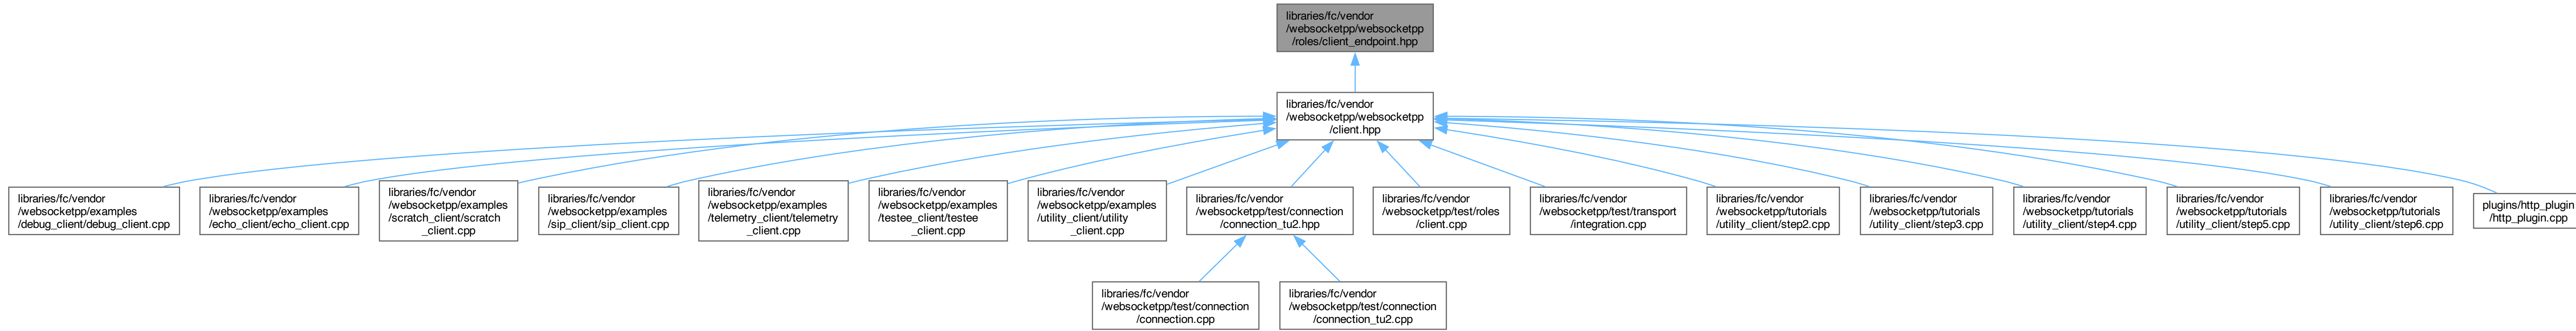 libraries/fc/vendor
/websocketpp/websocketpp
/roles/client_endpoint.hpp
libraries/fc/vendor
/websocketpp/websocketpp
/client.hpp
libraries/fc/vendor
/websocketpp/examples
/debug_client/debug_client.cpp
libraries/fc/vendor
/websocketpp/examples
/echo_client/echo_client.cpp
libraries/fc/vendor
/websocketpp/examples
/scratch_client/scratch
_client.cpp
libraries/fc/vendor
/websocketpp/examples
/sip_client/sip_client.cpp
libraries/fc/vendor
/websocketpp/examples
/telemetry_client/telemetry
_client.cpp
libraries/fc/vendor
/websocketpp/examples
/testee_client/testee
_client.cpp
libraries/fc/vendor
/websocketpp/examples
/utility_client/utility
_client.cpp
libraries/fc/vendor
/websocketpp/test/connection
/connection_tu2.hpp
libraries/fc/vendor
/websocketpp/test/roles
/client.cpp
libraries/fc/vendor
/websocketpp/test/transport
/integration.cpp
libraries/fc/vendor
/websocketpp/tutorials
/utility_client/step2.cpp
libraries/fc/vendor
/websocketpp/tutorials
/utility_client/step3.cpp
libraries/fc/vendor
/websocketpp/tutorials
/utility_client/step4.cpp
libraries/fc/vendor
/websocketpp/tutorials
/utility_client/step5.cpp
libraries/fc/vendor
/websocketpp/tutorials
/utility_client/step6.cpp
plugins/http_plugin
/http_plugin.cpp
libraries/fc/vendor
/websocketpp/test/connection
/connection.cpp
libraries/fc/vendor
/websocketpp/test/connection
/connection_tu2.cpp